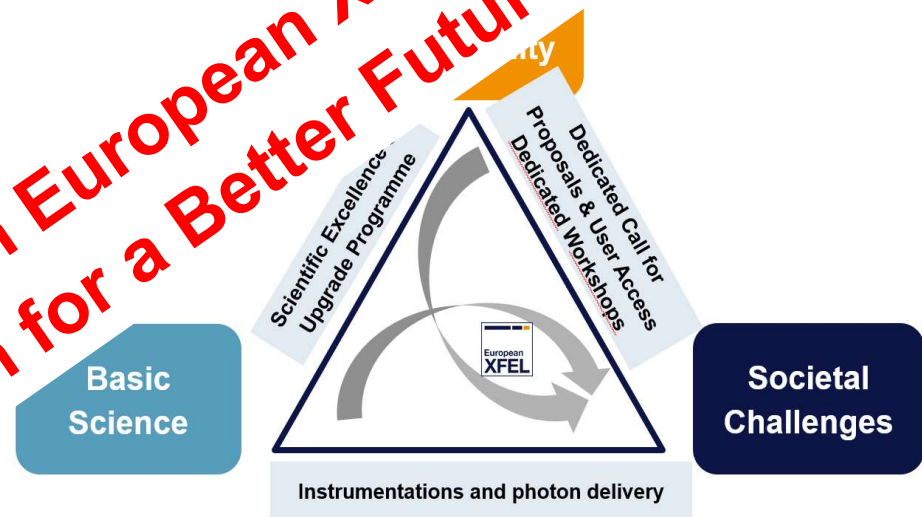 European
for a Better Futur
ity
Scientific Excellence
Upgrade Programme
Dedicated Call for
Proposals & User Access
Dedicated Workshops
European
XFEL
Basic
Science
Societal
Challenges
Instrumentations and photon delivery